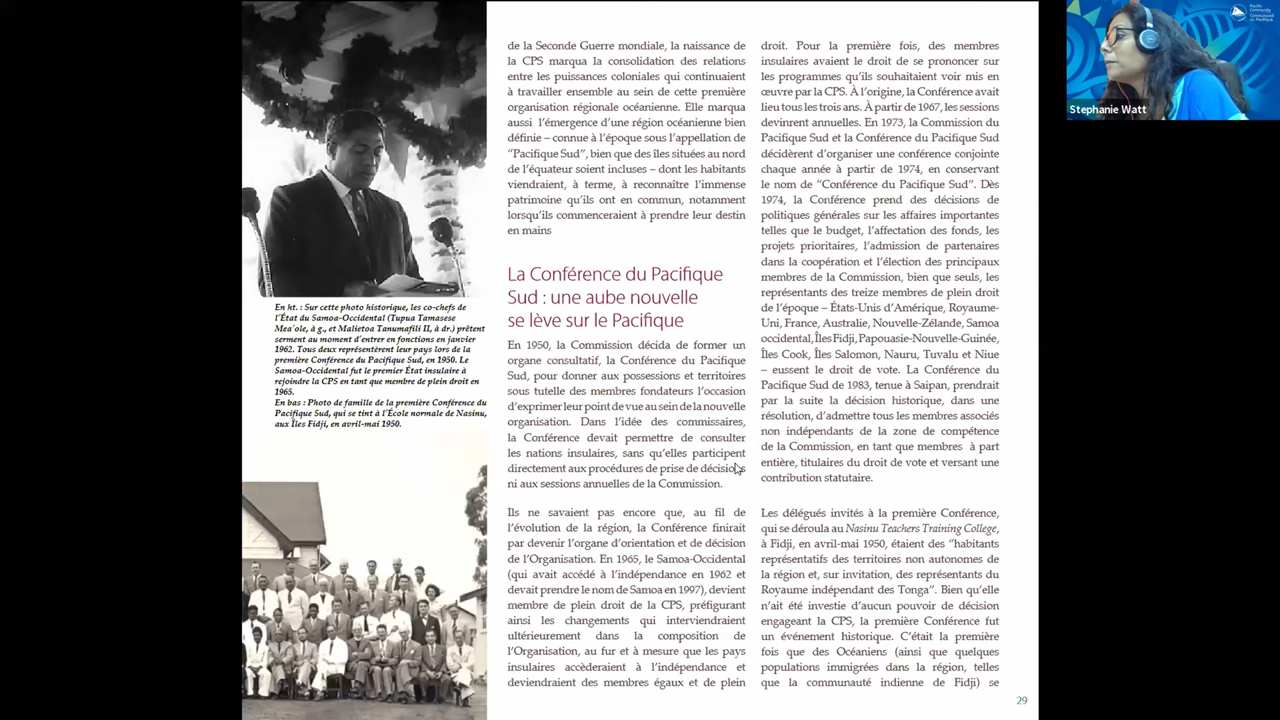 En ht. : Sur cette photo historique, les co-chefs de
l'État du Samoa-Occidental (Tupua Tamasese
Mea'ole, à g., et Malietoa Tanumafili II, à dr.) prêtent
serment au moment d'entrer en fonctions en janvier
1962. Tous deux représentèrent leur pays lors de la
première Conférence du Pacifique Sud, en 1950. Le
Samoa-Occidental fut le premier État insulaire à
rejoindre la CPS en tant que membre de plein droit en
1965.
En bas : Photo de famille de la première Conférence du
Pacifique Sud, qui se tint à l'École normale de Nasinu,
aux Îles Fidji, en avril-mai 1950.
de la Seconde Guerre mondiale, la naissance de
la CPS marqua la consolidation des relations
entre les puissances coloniales qui continuaient
à travailler ensemble au sein de cette première
organisation régionale océanienne. Elle marqua
aussi l'émergence d'une région océanienne bien
définie – connue à l'époque sous l'appellation de
"Pacifique Sud", bien que des îles situées au nord
de l'équateur soient incluses – dont les habitants
viendraient, à terme, à reconnaître l'immense
patrimoine qu'ils ont en commun, notamment
lorsqu'ils commenceraient à prendre leur destin
en mains
La Conférence du Pacifique
Sud : une aube nouvelle
se lève sur le Pacifique
En 1950, la Commission décida de former un
organe consultatif, la Conférence du Pacifique
Sud, pour donner aux possessions et territoires
sous tutelle des membres fondateurs l'occasion
d'exprimer leur point de vue au sein de la nouvelle
organisation. Dans l'idée des commissaires,
la Conférence devait permettre de consulter
les nations insulaires, sans qu'elles participent
directement aux procédures de prise de décisions
ni aux sessions annuelles de la Commission.
Ils ne savaient pas encore que, au fil de
l'évolution de la région, la Conférence finirait
par devenir l'organe d'orientation et de décision
de l'Organisation. En 1965, le Samoa-Occidental
(qui avait accédé à l'indépendance en 1962 et
devait prendre le nom de Samoa en 1997), devient
membre de plein droit de la CPS, préfigurant
ainsi les changements qui interviendraient
ultérieurement dans la composition de
l'Organisation, au fur et à mesure que les pays
insulaires accèderaient à l'indépendance et
deviendraient des membres égaux et de plein
droit. Pour la première fois, des membres
insulaires avaient le droit de se prononcer sur
les programmes qu'ils souhaitaient voir mis en
œuvre par la CPS. À l'origine, la Conférence avait
lieu tous les trois ans. À partir de 1967, les sessions
devinrent annuelles. En 1973, la Commission du
Pacifique Sud et la Conférence du Pacifique Sud
décidèrent d'organiser une conférence conjointe
chaque année à partir de 1974, en conservant
le nom de "Conférence du Pacifique Sud". Dès
1974, la Conférence prend des décisions de
politiques générales sur les affaires importantes
telles que le budget, l'affectation des fonds, les
projets prioritaires, l'admission de partenaires
dans la coopération et l'élection des principaux
membres de la Commission, bien que seuls, les
représentants des treize membres de plein droit
de l'époque – États-Unis d'Amérique, Royaume-
Uni, France, Australie, Nouvelle-Zélande, Samoa
occidental, Îles Fidji, Papouasie-Nouvelle-Guinée,
Îles Cook, Îles Salomon, Nauru, Tuvalu et Niue
– eussent le droit de vote. La Conférence du
Pacifique Sud de 1983, tenue à Saipan, prendrait
par la suite la décision historique, dans une
résolution, d'admettre tous les membres associés
non indépendants de la zone de compétence
de la Commission, en tant que membres à part
entière, titulaires du droit de vote et versant une
contribution statutaire.
Les délégués invités à la première Conférence,
qui se déroula au Nasinu Teachers Training College,
à Fidji, en avril-mai 1950, étaient des "habitants
représentatifs des territoires non autonomes de
la région et, sur invitation, des représentants du
Royaume indépendant des Tonga". Bien qu'elle
n'ait été investie d'aucun pouvoir de décision
engageant la CPS, la première Conférence fut
un événement historique. C'était la première
fois que des Océaniens (ainsi que quelques
populations immigrées dans la région, telles
que la communauté indienne de Fidji) se
29
Pacific
Community
Communauté
du Pacifique
Stephanie Watt